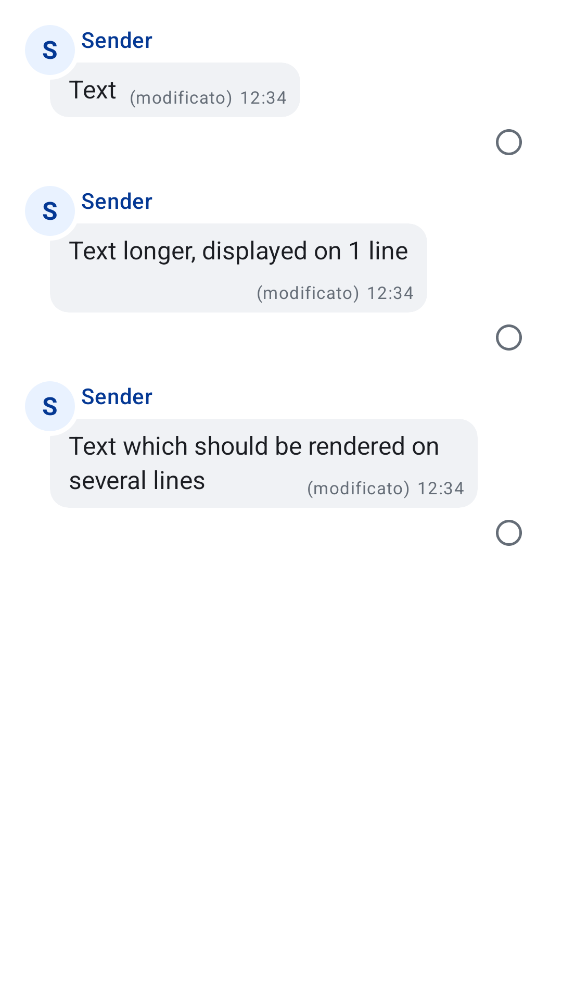 S Sender
Text (modificato) 12:34
S Sender
Text longer, displayed on 1 line
(modificato) 12:34
S Sender
Text which should be rendered on
several lines (modificato) 12:34